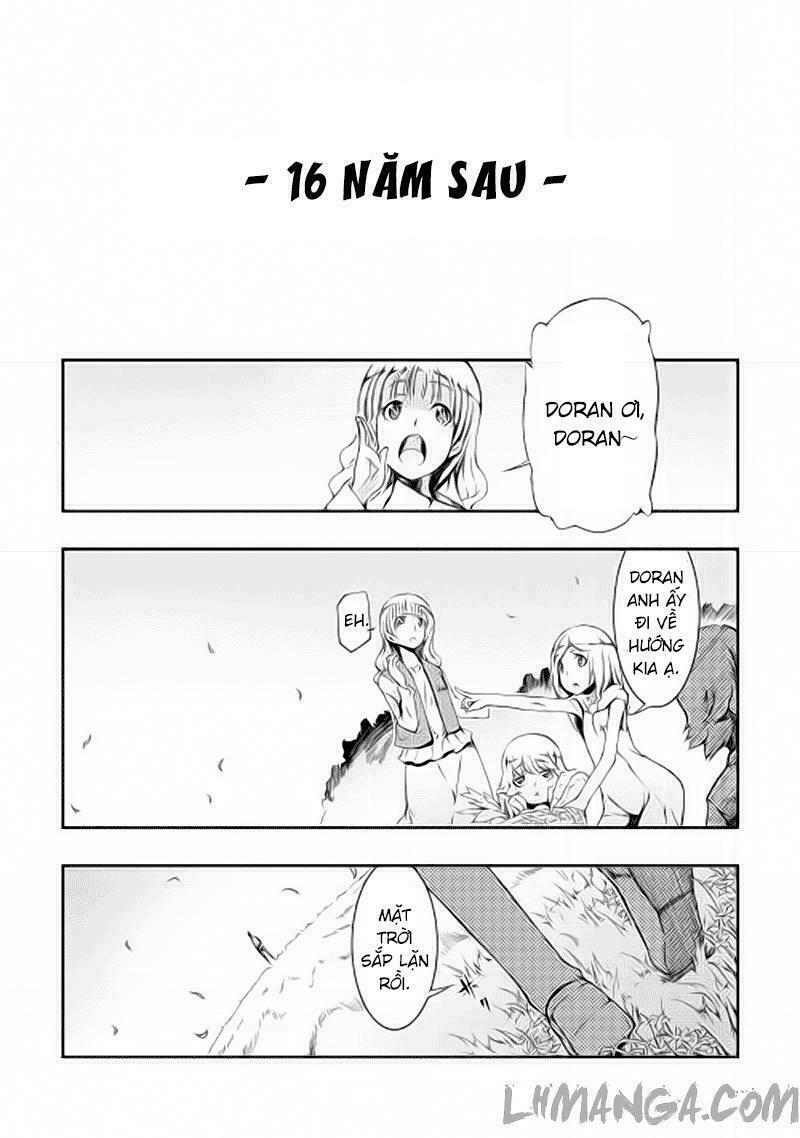 - 16 NĂM SAU -
DORAN ƠI,
DORAN~
DORAN
ANH ẤY
ĐI VỀ
HƯỚNG
KIA Ạ.
EH.
MẶT
TRỜI
SẮP LẶN
RỒI.
LHMANGA.COM